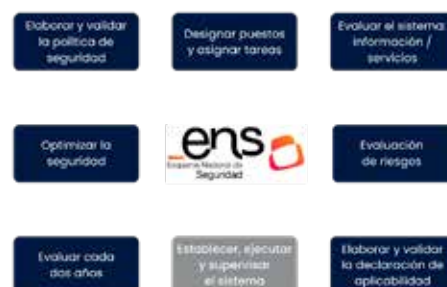 Elaborar y validar
la política de
seguridad
Designar puestos
y asignar tareas
Evaluar el sistema
información /
servicios
Optimizar la
seguridad
_ens
Esquema Nacional de
Seguridad
Evaluación
de riesgos
Evaluar cada
dos años
Establecer, ejecutar
y supervisar
el sistema
Elaborar y validar
la declaración de
aplicabilidad